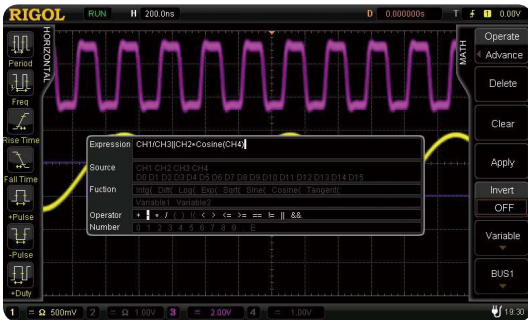 RIGOL RUN H 200.0ns D 0.000000s T 1 0.00V
HORIZONTAL
Period
Freq
Rise Time
Fall Time
+Pulse
-Pulse
+Duty
MATH
Operate
Advance
Delete
Clear
Apply
Invert
OFF
Variable
BUS1
Expression CH1/CH3||CH2*Cosine(CH4)
Source CH1 CH2 CH3 CH4
D0 D1 D2 D3 D4 D5 D6 D7 D8 D9 D10 D11 D12 D13 D14 D15
Fuction Intg( Diff( Log( Exp( Sqrt( Sine( Cosine( Tangent(
Variable1 Variable2
Operator + - * / ( ) !( < > <= >= == != || &&
Number 0 1 2 3 4 5 6 7 8 9 . E
1 = Ω 500mV 2 = Ω 1.00V 3 = 2.00V 4 = 1.00V 19:30